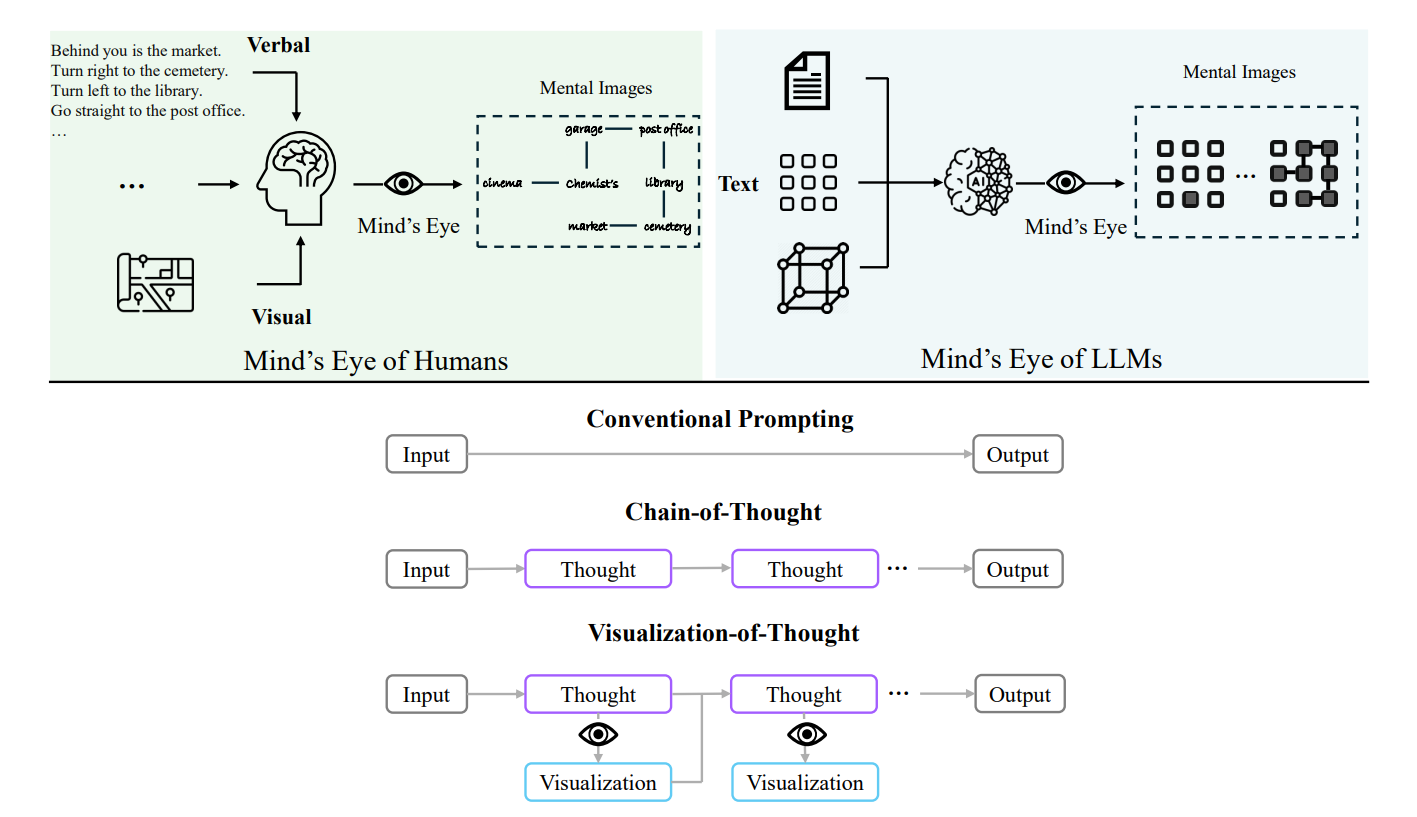 Behind you is the market.
Turn right to the cemetery.
Turn left to the library.
Go straight to the post office.
…
Verbal
...
Visual
Mind's Eye
Mental Images
garage post office
cinema chemist's library
market cemetery
Mind's Eye of Humans
Text
AI
Mind's Eye
Mental Images
...
Mind's Eye of LLMs
Conventional Prompting
Input Output
Chain-of-Thought
Input Thought Thought ... Output
Visualization-of-Thought
Input Thought Thought ... Output
Visualization Visualization